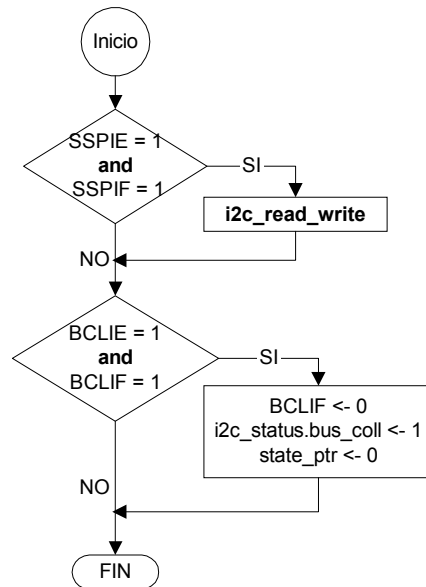 Inicio
SSPIE = 1
and
SSPIF = 1
SI
i2c_read_write
NO
BCLIE = 1
and
BCLIF = 1
SI
BCLIF <- 0
i2c_status.bus_coll <- 1
state_ptr <- 0
NO
FIN